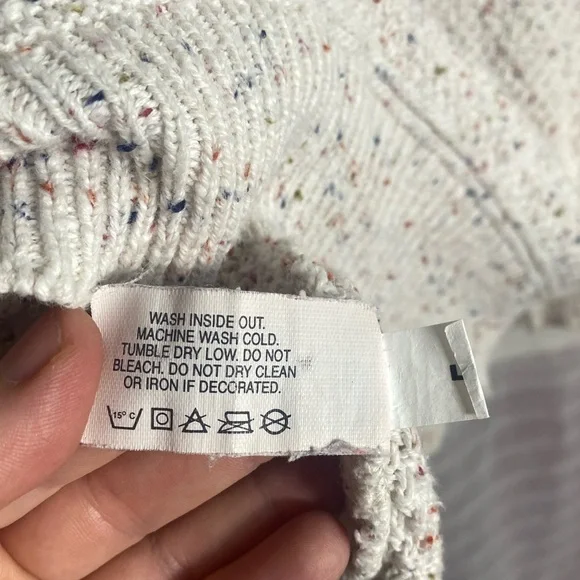 WASH INSIDE OUT.
MACHINE WASH COLD.
TUMBLE DRY LOW. DO NOT
BLEACH. DO NOT DRY CLEAN
OR IRON IF DECORATED.
15° C